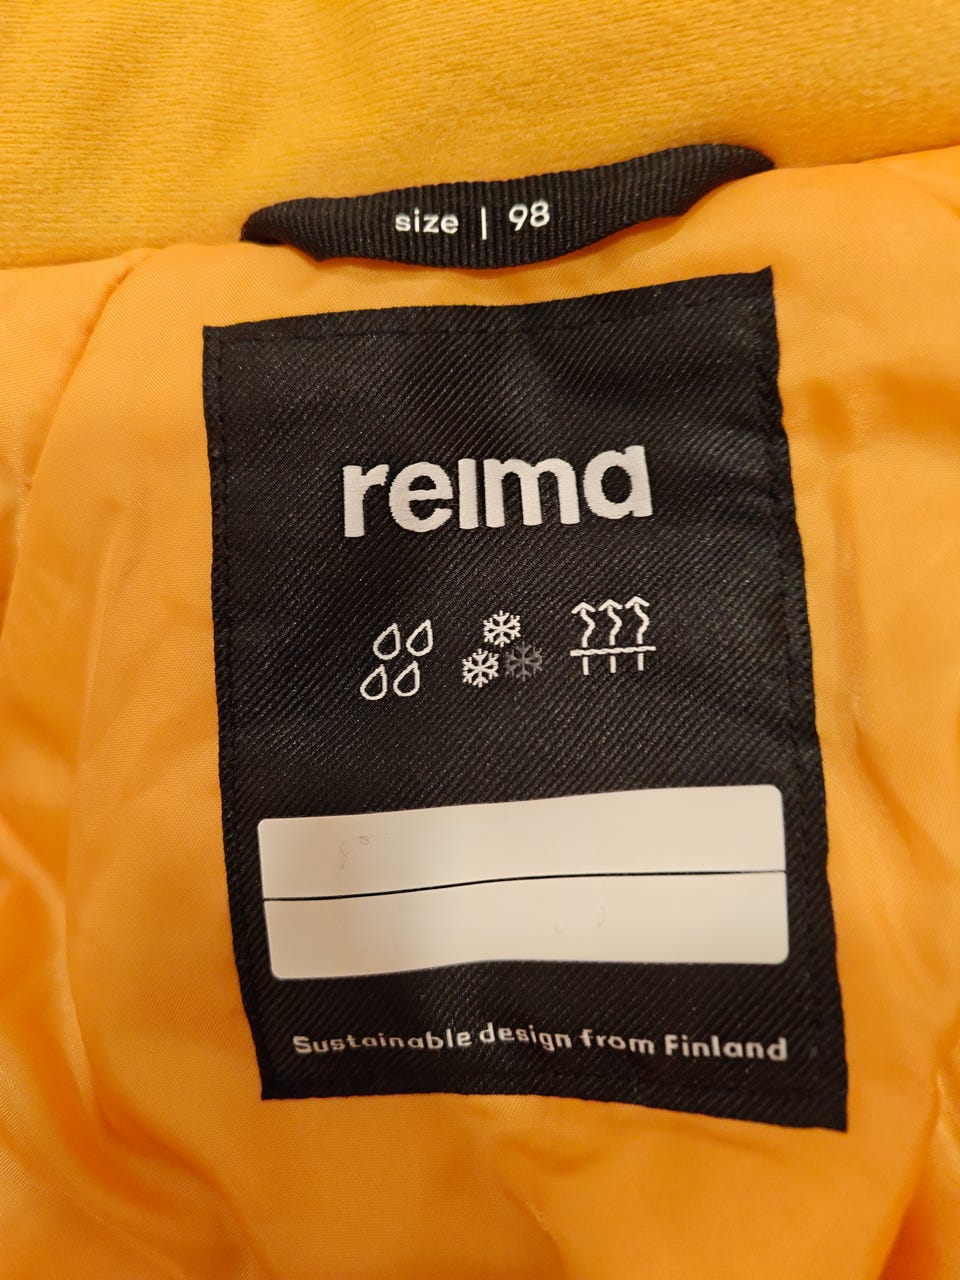 size | 98
reima
Sustainable design from Finland